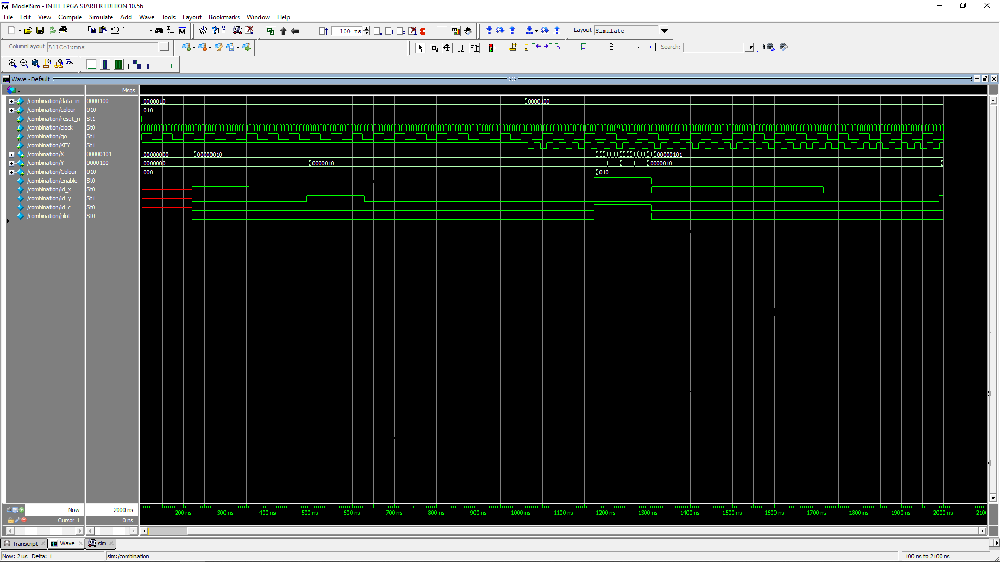 ModelSim - INTEL FPGA STARTER EDITION 10.5b
File Edit View Compile Simulate Add Wave Tools Layout Bookmarks Window Help
100 ns
Layout Simulate
ColumnLayout AllColumns
Search:
Wave - Default
Msgs
/combination/data_in 0000100 0000010 0000100
/combination/colour 010 010
/combination/reset_n St1
/combination/clock St0
/combination/go St1
/combination/KEY St1
/combination/X 00000101 00000000 00000010 00000101
/combination/Y 0000100 0000000 0000010 0000010
/combination/Colour 010 000 010
/combination/enable St0
/combination/ld_x St0
/combination/ld_y St1
/combination/ld_c St0
/combination/plot St0
Now 2000 ns
200 ns 300 ns 400 ns 500 ns 600 ns 700 ns 800 ns 900 ns 1000 ns 1100 ns 1200 ns 1300 ns 1400 ns 1500 ns 1600 ns 1700 ns 1800 ns 1900 ns 2000 ns
Cursor 1 0 ns
Transcript Wave sim
Now: 2 us Delta: 1 sim:/combination 100 ns to 2100 ns